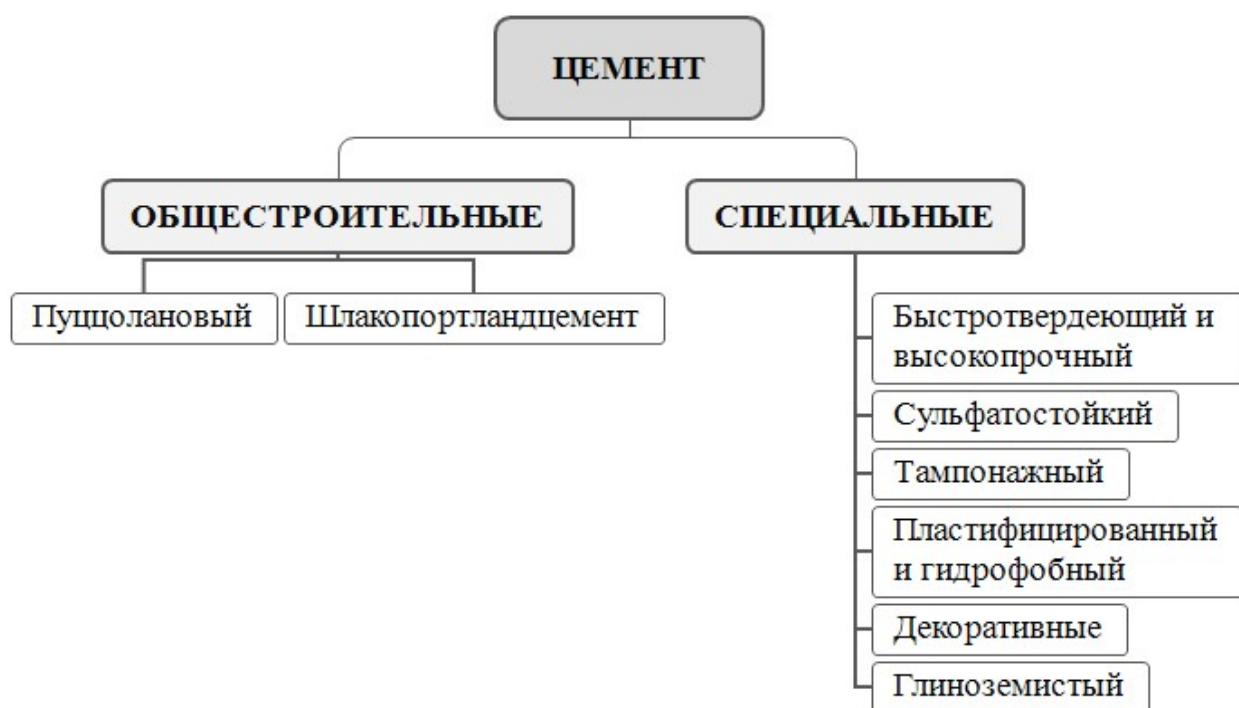 ЦЕМЕНТ
ОБЩЕСТРОИТЕЛЬНЫЕ
СПЕЦИАЛЬНЫЕ
Пуццолановый
Шлакопортландцемент
Быстротвердеющий и
высокопрочный
Сульфатостойкий
Тампонажный
Пластифицированный
и гидрофобный
Декоративные
Глиноземистый